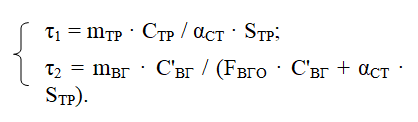 τ₁ = mТР · CТР / αСТ · SТР;
τ₂ = mВГ · C'ВГ / (FВГО · C'ВГ + αСТ ·
SТР).